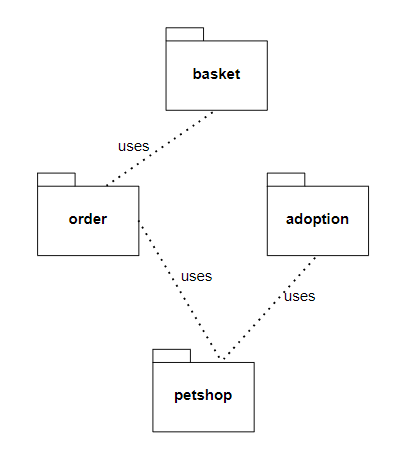 basket
uses
order
adoption
uses
uses
petshop